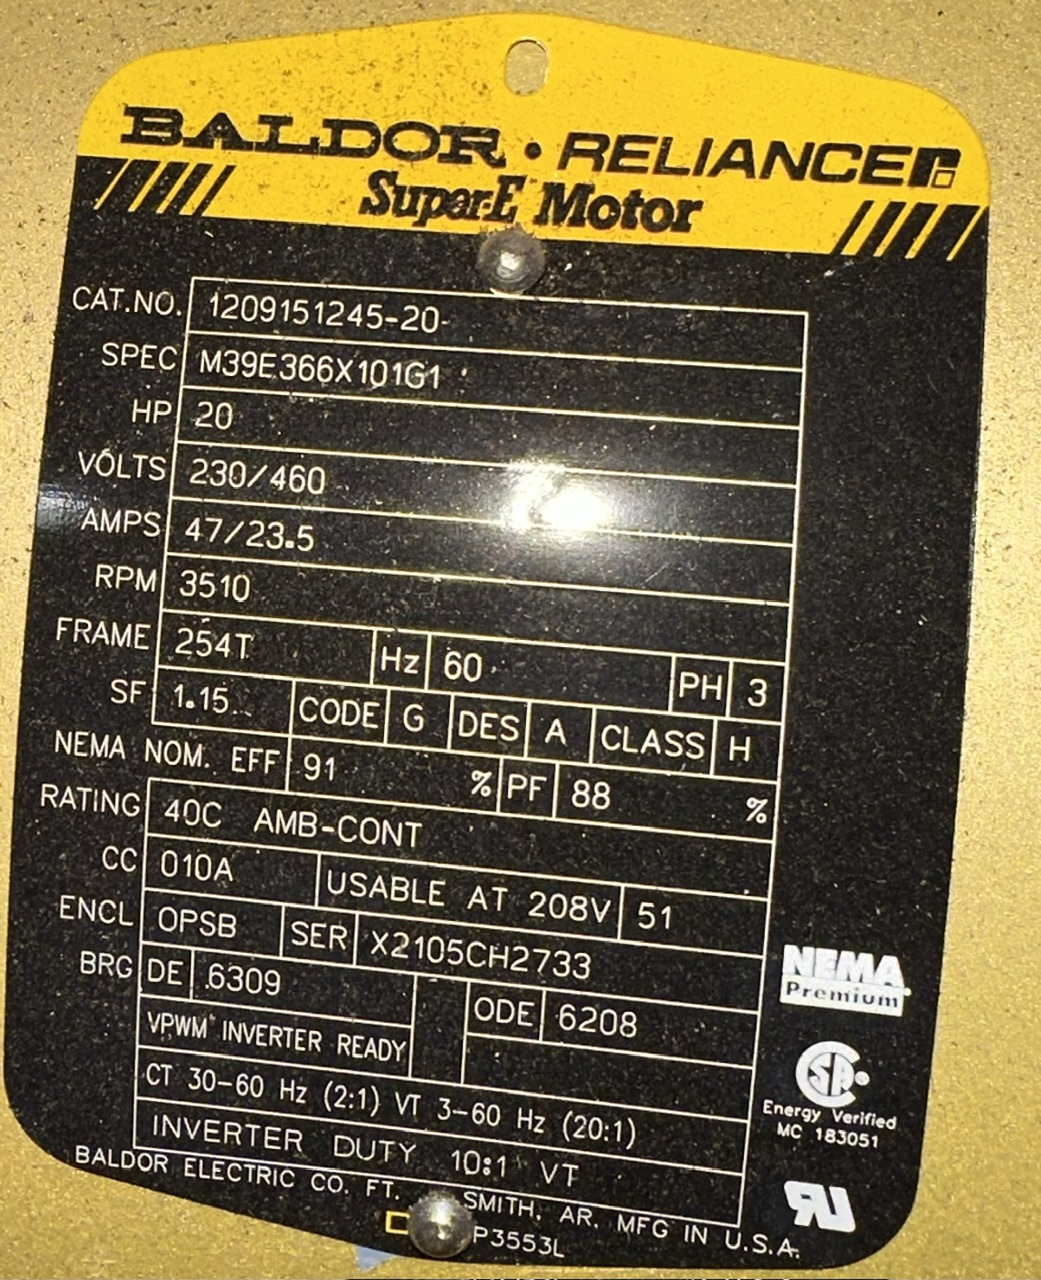 BALDOR • RELIANCE
Super-E Motor
CAT.NO. 1209151245-20
SPEC M39E366X101G1
HP 20
VOLTS 230/460
AMPS 47/23.5
RPM 3510
FRAME 254T Hz 60 PH 3
SF 1.15 CODE G DES A CLASS H
NEMA NOM. EFF 91 % PF 88 %
RATING 40C AMB-CONT
CC 010A USABLE AT 208V 51
ENCL OPSB SER X2105CH2733
BRG DE 6309 ODE 6208
VPWM INVERTER READY
CT 30-60 Hz (2:1) VT 3-60 Hz (20:1)
INVERTER DUTY 10:1 VT
BALDOR ELECTRIC CO. FT. SMITH, AR. MFG IN U.S.A.
P3553L
NEMA
Premium
CSA
Energy Verified
MC 183051
RU